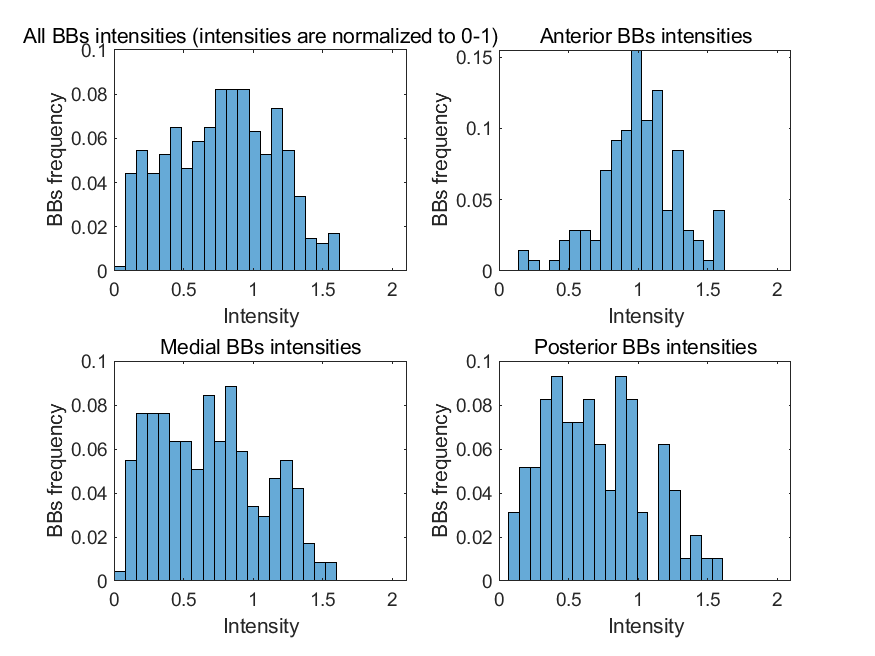 All BBs intensities (intensities are normalized to 0-1)
BBs frequency
0.1
0.08
0.06
0.04
0.02
0
0 0.5 1 1.5 2
Intensity
Anterior BBs intensities
BBs frequency
0.15
0.1
0.05
0
0 0.5 1 1.5 2
Intensity
Medial BBs intensities
BBs frequency
0.1
0.08
0.06
0.04
0.02
0
0 0.5 1 1.5 2
Intensity
Posterior BBs intensities
BBs frequency
0.1
0.08
0.06
0.04
0.02
0
0 0.5 1 1.5 2
Intensity